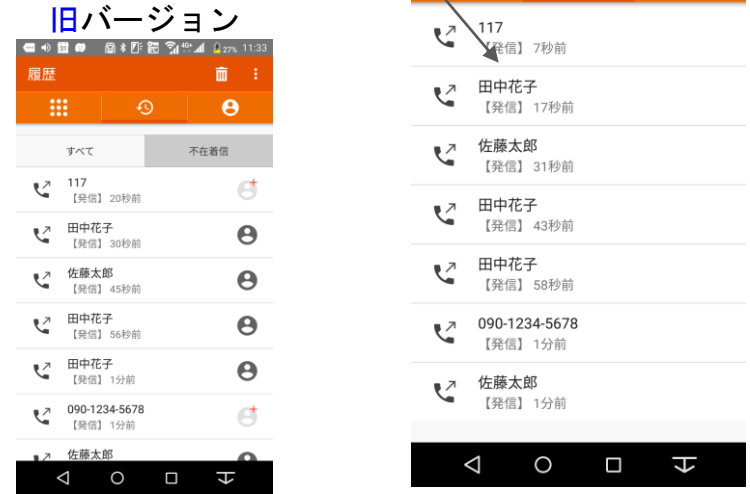 旧バージョン
27% 11:33
履歴
すべて
不在着信
117
【発信】 20秒前
田中花子
【発信】 30秒前
佐藤太郎
【発信】 45秒前
田中花子
【発信】 56秒前
田中花子
【発信】 1分前
090-1234-5678
【発信】 1分前
佐藤太郎
117
【発信】 7秒前
田中花子
【発信】 17秒前
佐藤太郎
【発信】 31秒前
田中花子
【発信】 43秒前
田中花子
【発信】 58秒前
090-1234-5678
【発信】 1分前
佐藤太郎
【発信】 1分前